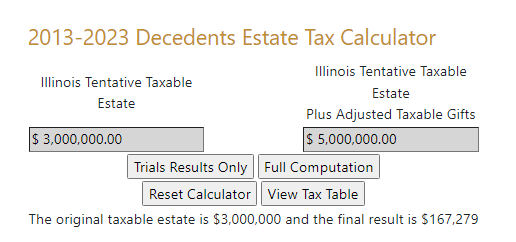 2013-2023 Decedents Estate Tax Calculator
Illinois Tentative Taxable
Estate
Illinois Tentative Taxable
Estate
Plus Adjusted Taxable Gifts
$ 3,000,000.00
$ 5,000,000.00
Trials Results Only
Full Computation
Reset Calculator
View Tax Table
The original taxable estate is $3,000,000 and the final result is $167,279